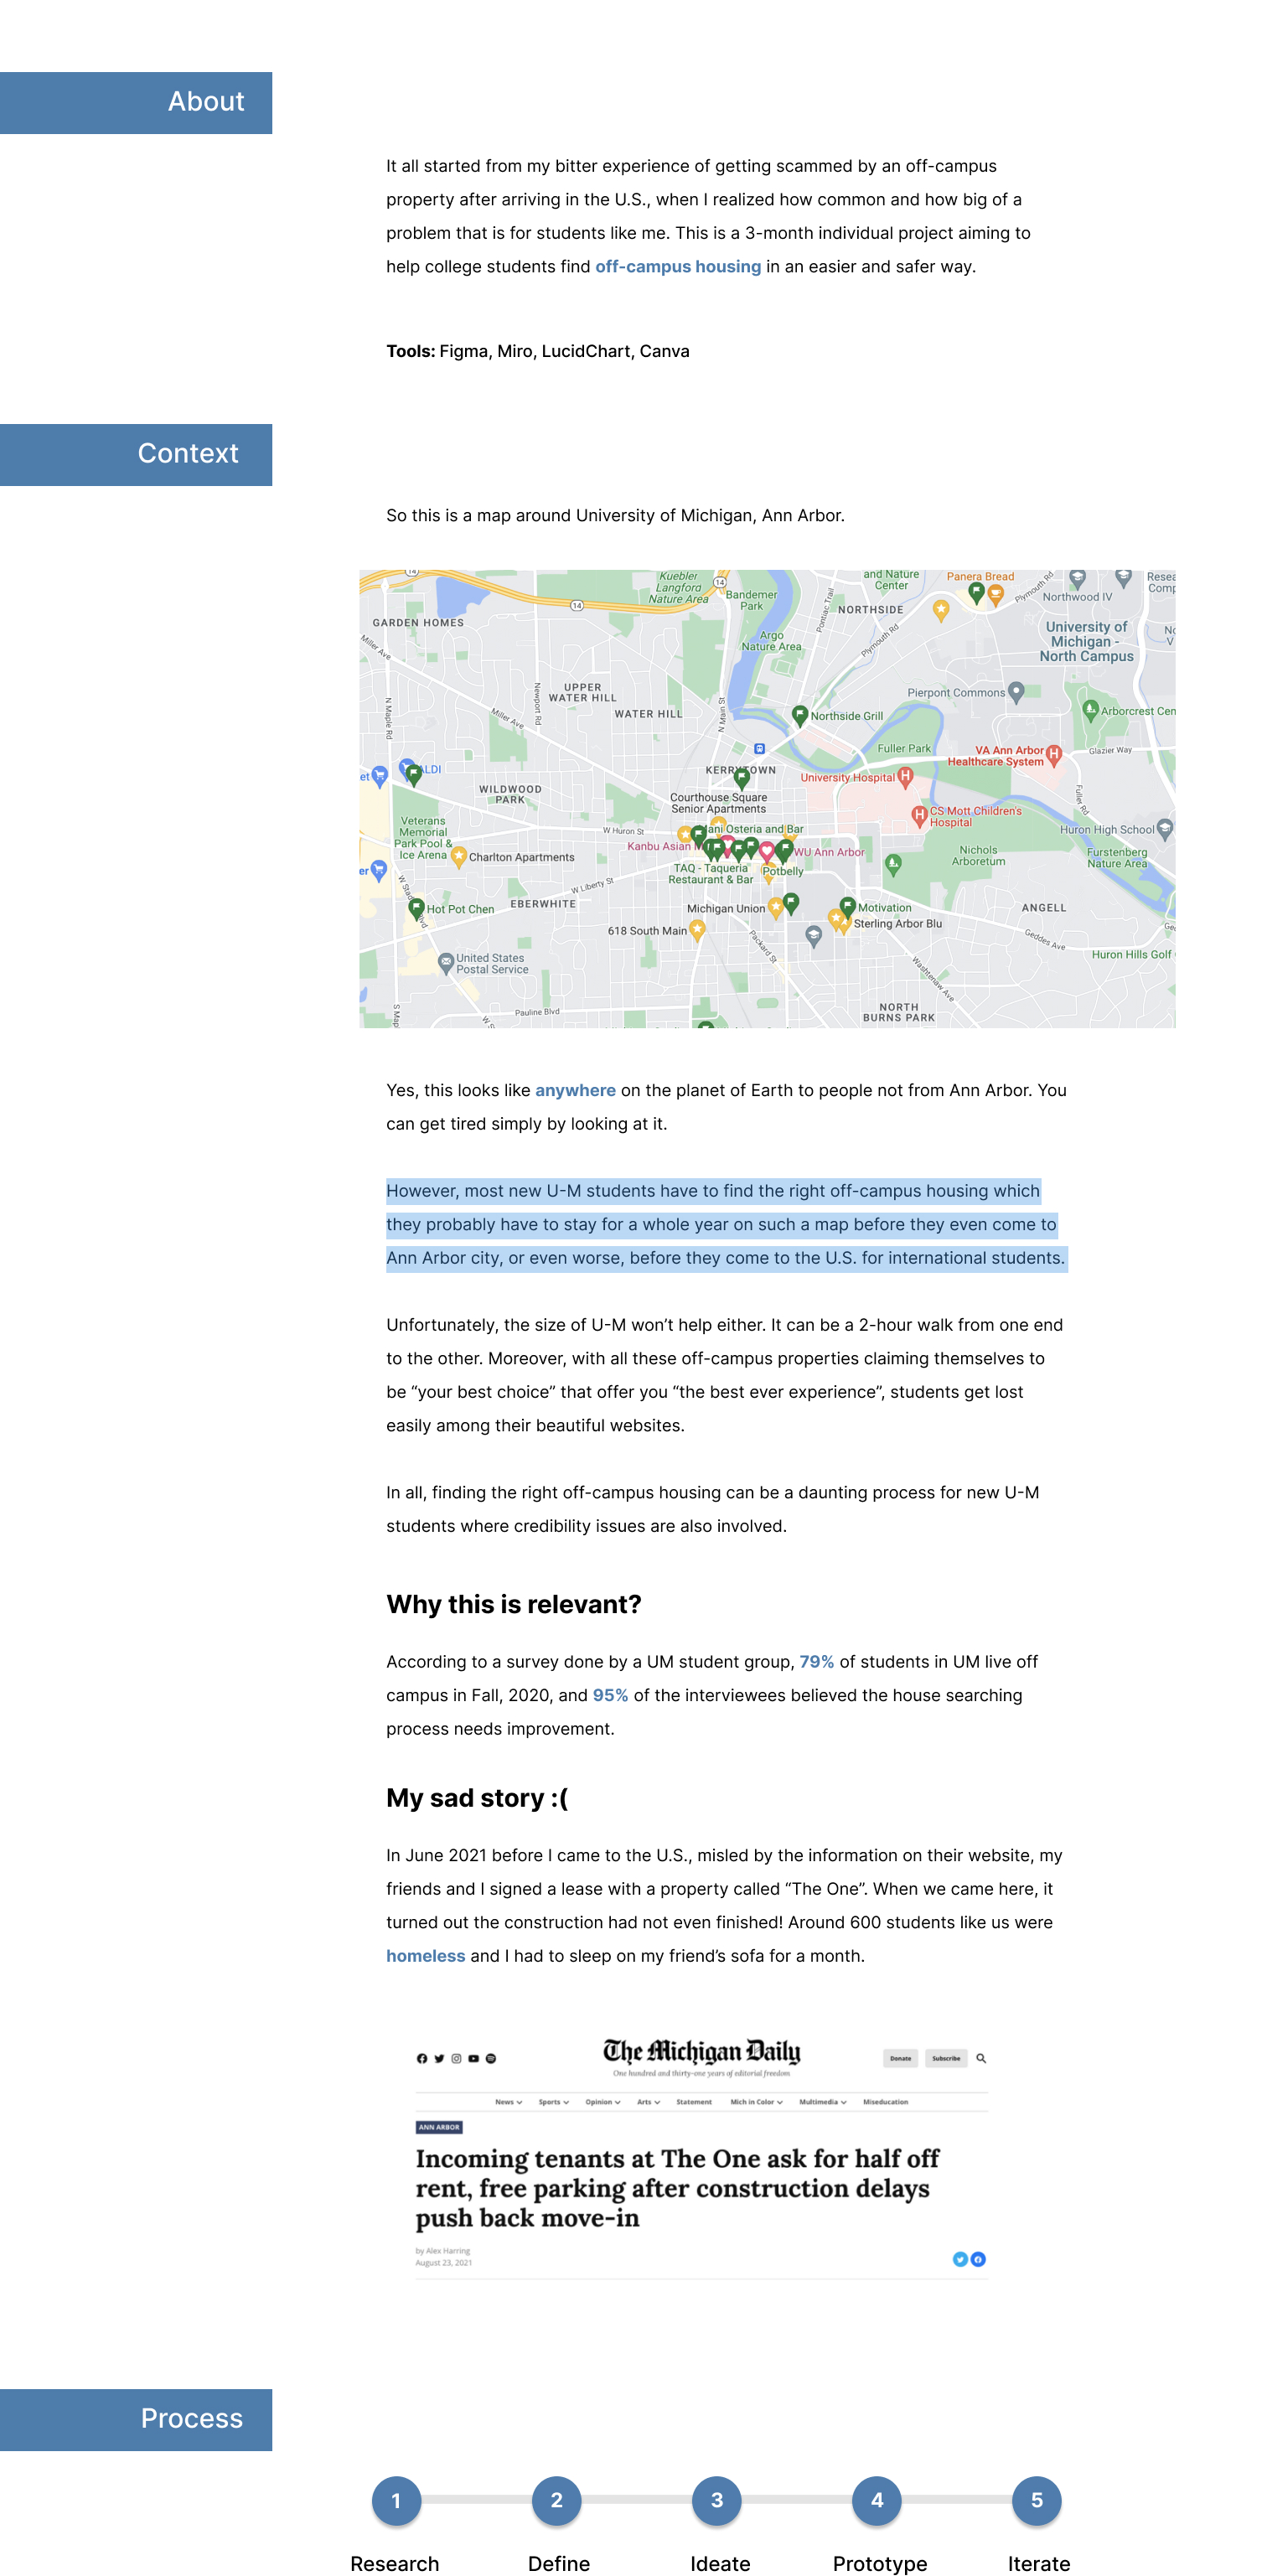 About
It all started from my bitter experience of getting scammed by an off-campus
property after arriving in the U.S., when I realized how common and how big of a
problem that is for students like me. This is a 3-month individual project aiming to
help college students find off-campus housing in an easier and safer way.
Tools: Figma, Miro, LucidChart, Canva
Context
So this is a map around University of Michigan, Ann Arbor.
14
Kuebler
Langford
Nature Area
14
Bandemer
Park
and Nature
Center
Panera Bread
Plymouth Rd
Northwood IV
14
NORTHSIDE
Pontiac Trail
GARDEN HOMES
Miller Ave
Argo
Nature Area
Plymouth Rd
University of
Michigan -
North Campus
UPPER
WATER HILL
Newport Rd
N Maple Rd
Miller Ave
WATER HILL
N Main St
Pierpont Commons
Northside Grill
Arborcrest Cen
Fuller Park
VA Ann Arbor
Healthcare System
Glazier Way
KERRYTOWN
University Hospital
ALDI
WILDWOOD
PARK
Courthouse Square
Senior Apartments
CS Mott Children's
Hospital
Fuller Rd
Veterans
Memorial
Park Pool &
Ice Arena
W Huron St
Jani Osteria and Bar
Huron High School
Kanbu Asian
WU Ann Arbor
Charlton Apartments
TAQ - Taqueria
Restaurant & Bar
Potbelly
Nichols
Arboretum
Furstenberg
Nature Area
W Liberty St
Hot Pot Chen
EBERWHITE
Michigan Union
Motivation
ANGELL
618 South Main
Sterling Arbor Blu
Packard St
Geddes Ave
United States
Postal Service
Washtenaw Ave
Huron Hills Golf
Pauline Blvd
NORTH
BURNS PARK
Yes, this looks like anywhere on the planet of Earth to people not from Ann Arbor. You
can get tired simply by looking at it.
However, most new U-M students have to find the right off-campus housing which
they probably have to stay for a whole year on such a map before they even come to
Ann Arbor city, or even worse, before they come to the U.S. for international students.
Unfortunately, the size of U-M won’t help either. It can be a 2-hour walk from one end
to the other. Moreover, with all these off-campus properties claiming themselves to
be “your best choice” that offer you “the best ever experience”, students get lost
easily among their beautiful websites.
In all, finding the right off-campus housing can be a daunting process for new U-M
students where credibility issues are also involved.
Why this is relevant?
According to a survey done by a UM student group, 79% of students in UM live off
campus in Fall, 2020, and 95% of the interviewees believed the house searching
process needs improvement.
My sad story :(
In June 2021 before I came to the U.S., misled by the information on their website, my
friends and I signed a lease with a property called “The One”. When we came here, it
turned out the construction had not even finished! Around 600 students like us were
homeless and I had to sleep on my friend’s sofa for a month.
The Michigan Daily
One hundred and thirty-one years of editorial freedom
Donate Subscribe
News Sports Opinion Arts Statement Mich in Color Multimedia Miseducation
ANN ARBOR
Incoming tenants at The One ask for half off
rent, free parking after construction delays
push back move-in
by Alex Harring
August 23, 2021
Process
1 2 3 4 5
Research Define Ideate Prototype Iterate